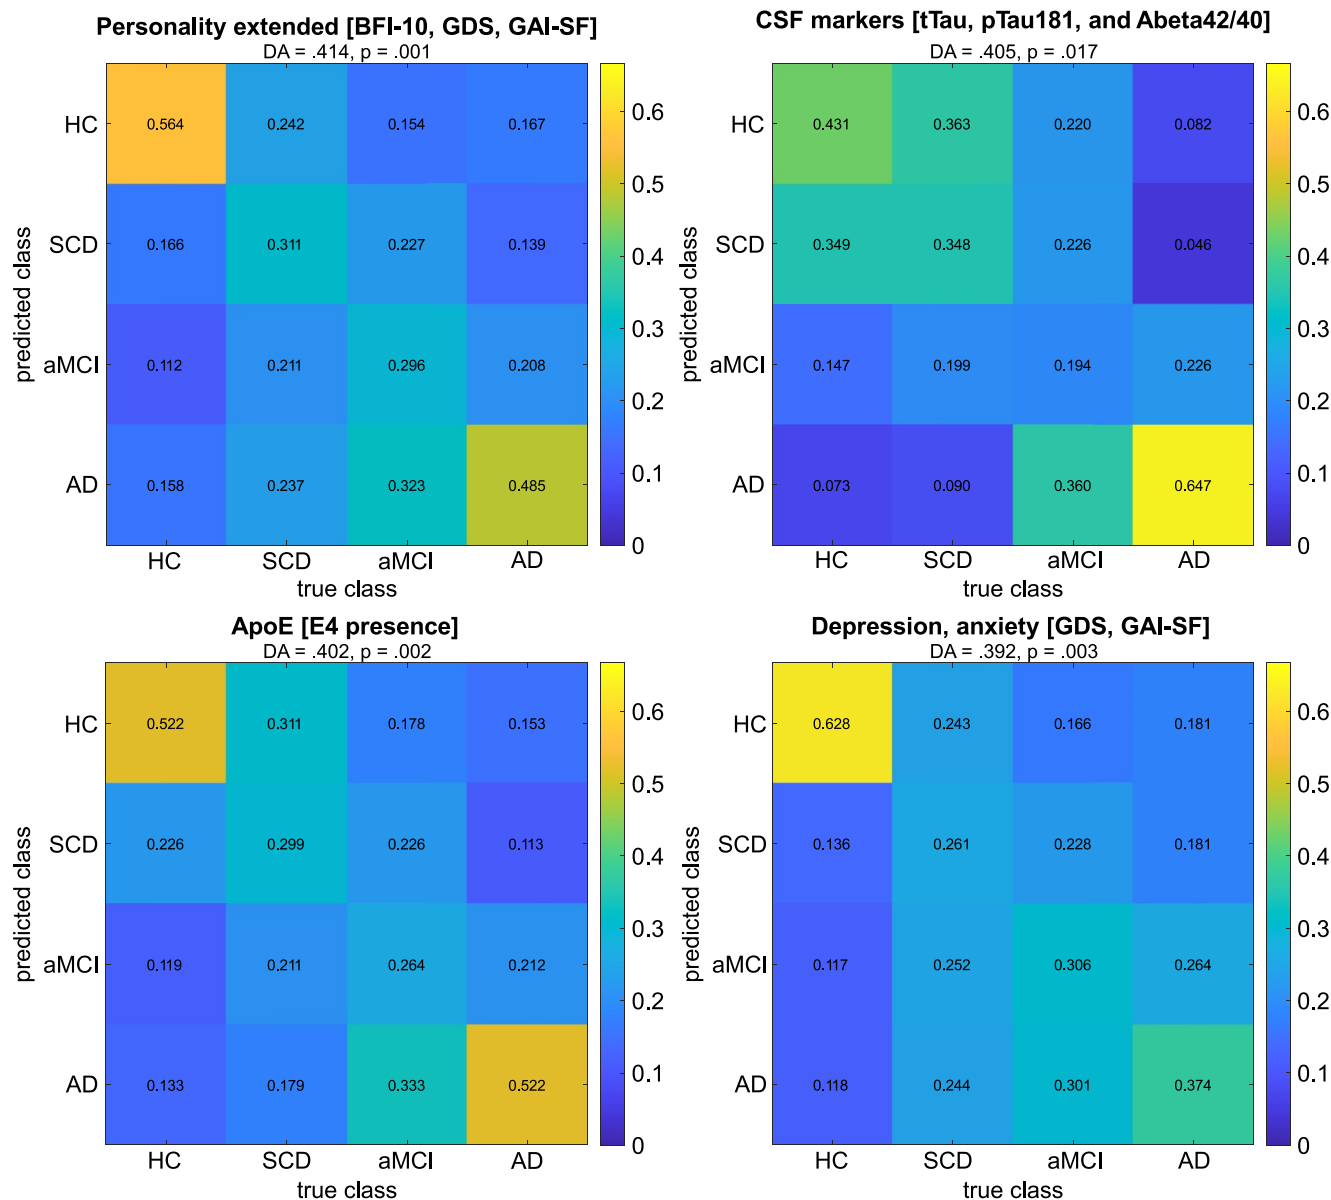 Personality extended [BFI-10, GDS, GAI-SF]
DA = .414, p = .001
predicted class
HC 0.564 0.242 0.154 0.167
SCD 0.166 0.311 0.227 0.139
aMCI 0.112 0.211 0.296 0.208
AD 0.158 0.237 0.323 0.485
HC SCD aMCI AD
true class
0.6
0.5
0.4
0.3
0.2
0.1
0
CSF markers [tTau, pTau181, and Abeta42/40]
DA = .405, p = .017
predicted class
HC 0.431 0.363 0.220 0.082
SCD 0.349 0.348 0.226 0.046
aMCI 0.147 0.199 0.194 0.226
AD 0.073 0.090 0.360 0.647
HC SCD aMCI AD
true class
0.6
0.5
0.4
0.3
0.2
0.1
0
ApoE [E4 presence]
DA = .402, p = .002
predicted class
HC 0.522 0.311 0.178 0.153
SCD 0.226 0.299 0.226 0.113
aMCI 0.119 0.211 0.264 0.212
AD 0.133 0.179 0.333 0.522
HC SCD aMCI AD
true class
0.6
0.5
0.4
0.3
0.2
0.1
0
Depression, anxiety [GDS, GAI-SF]
DA = .392, p = .003
predicted class
HC 0.628 0.243 0.166 0.181
SCD 0.136 0.261 0.228 0.181
aMCI 0.117 0.252 0.306 0.264
AD 0.118 0.244 0.301 0.374
HC SCD aMCI AD
true class
0.6
0.5
0.4
0.3
0.2
0.1
0